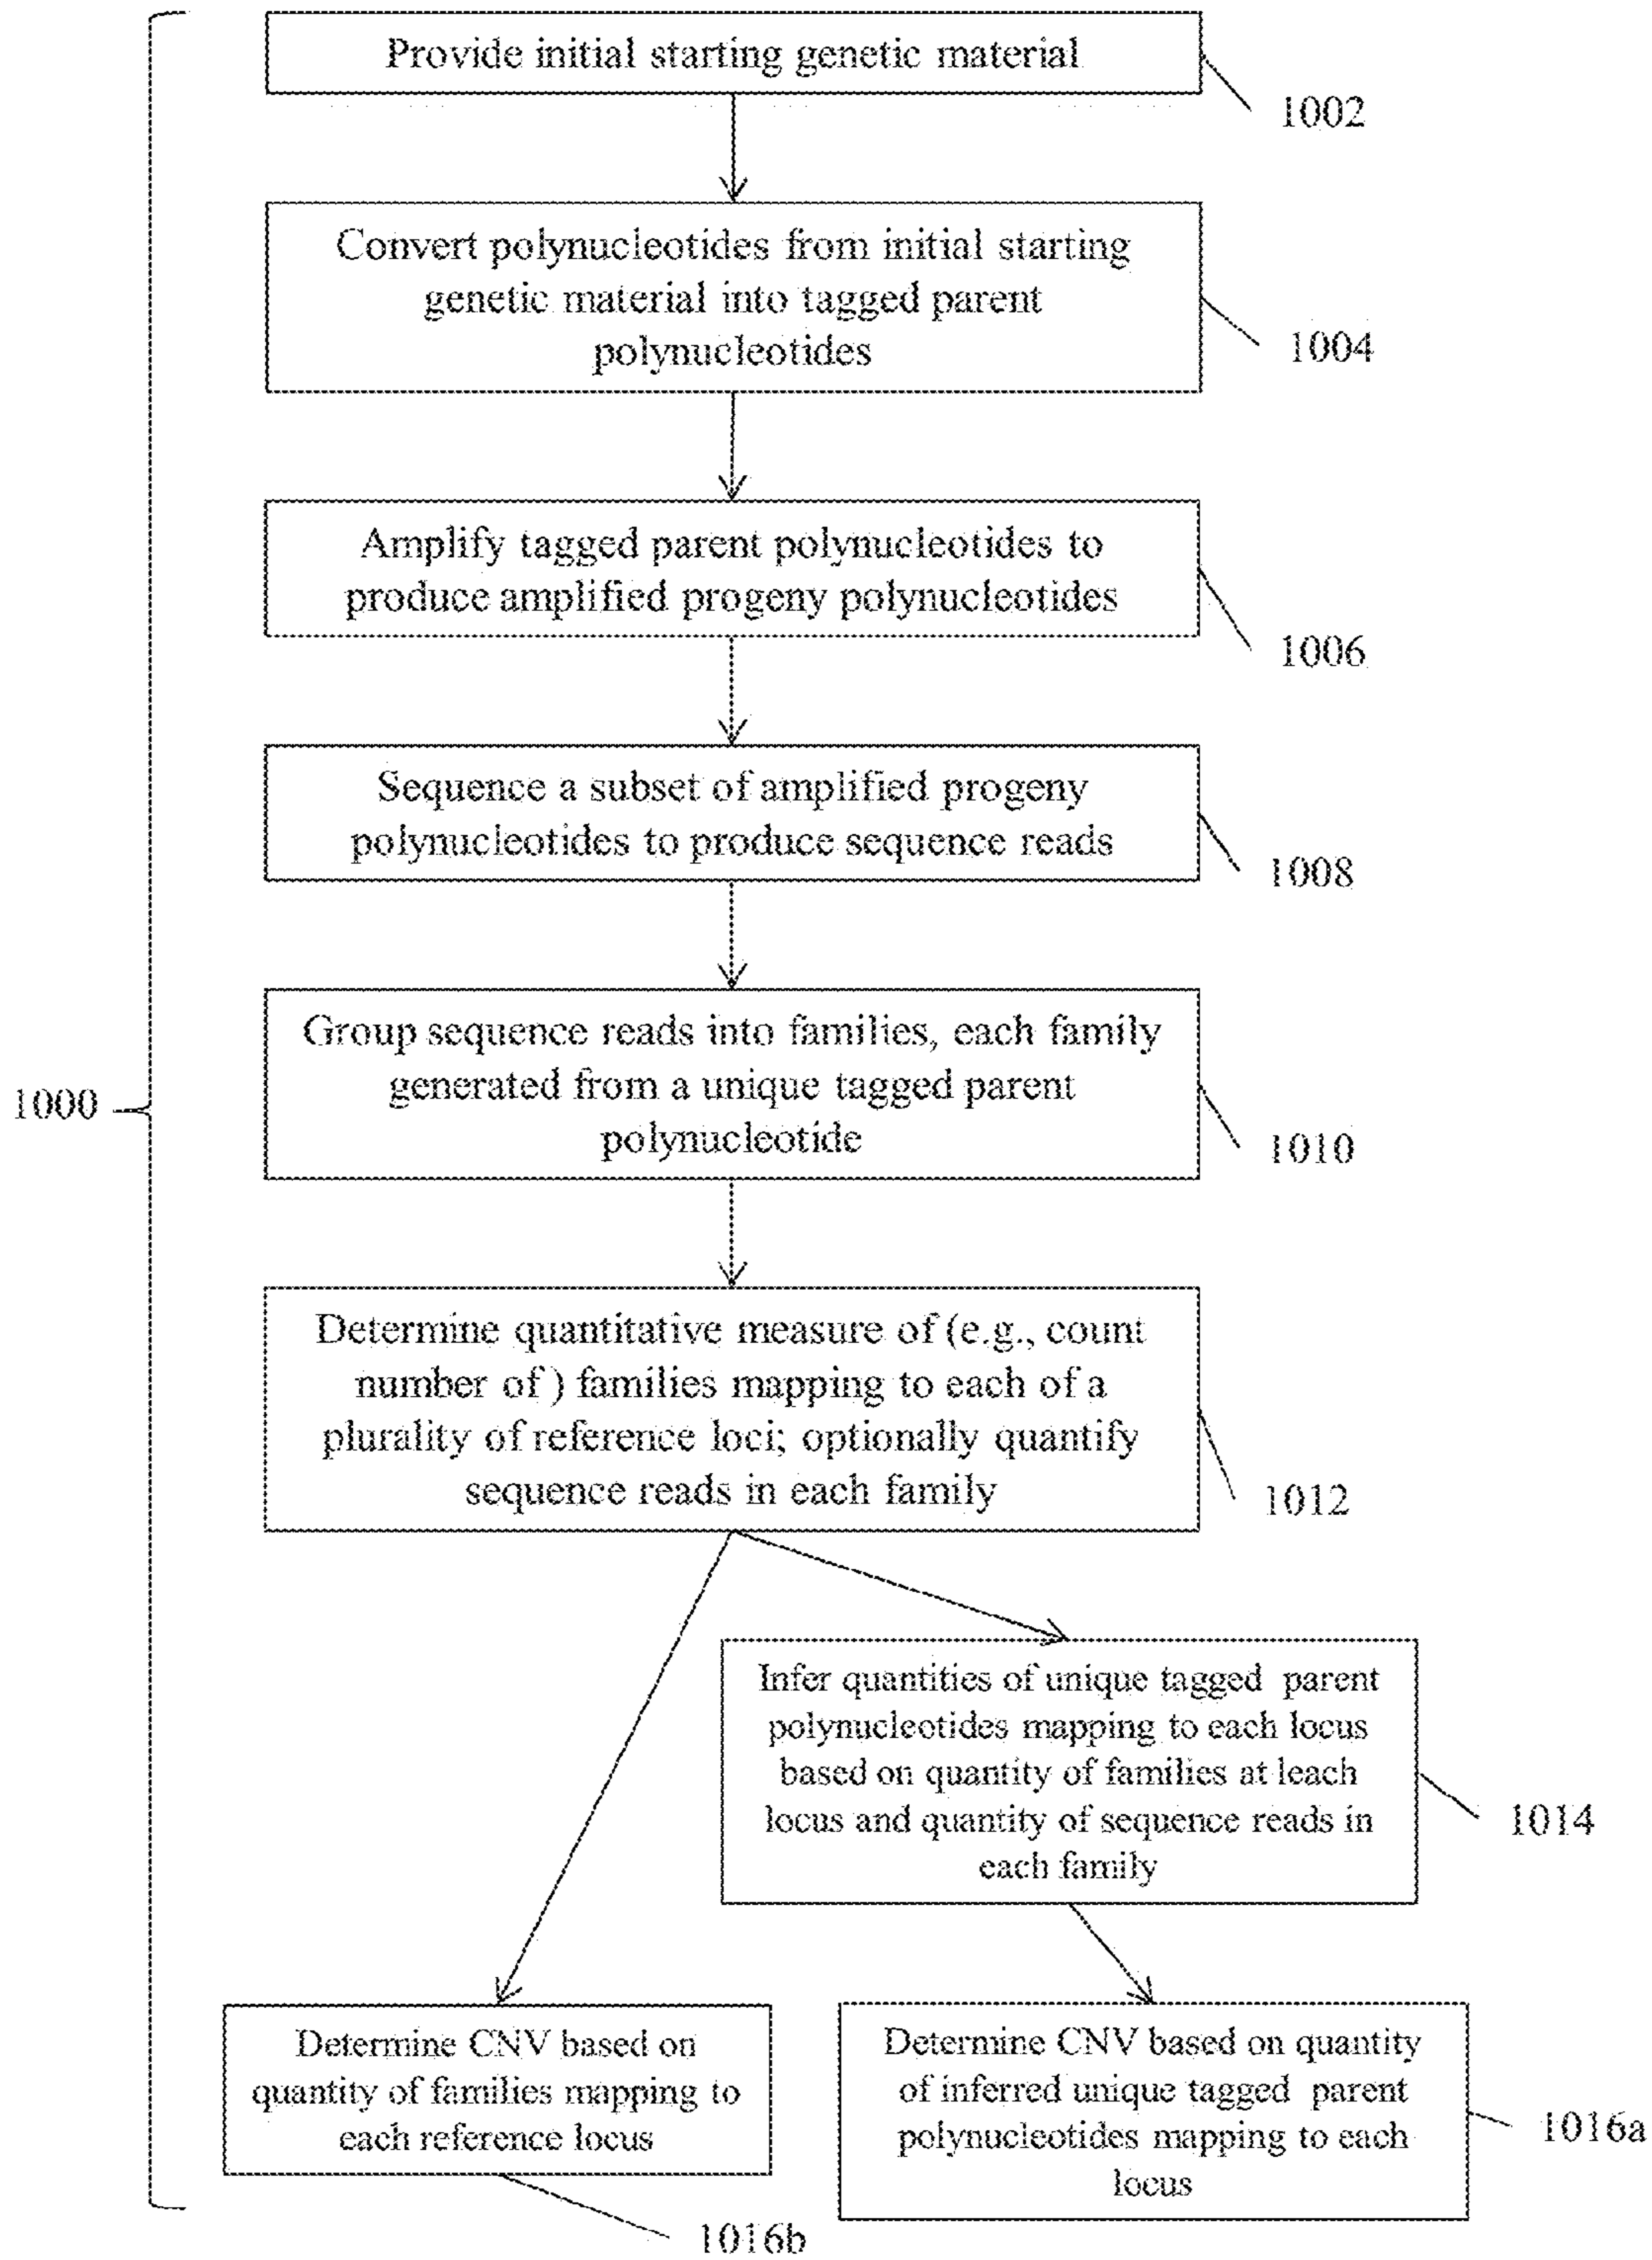 Provide initial starting genetic material
1002
Convert polynucleotides from initial starting
genetic material into tagged parent
polynucleotides
1004
Amplify tagged parent polynucleotides to
produce amplified progeny polynucleotides
1006
Sequence a subset of amplified progeny
polynucleotides to produce sequence reads
1008
Group sequence reads into families, each family
generated from a unique tagged parent
polynucleotide
1010
1000
Determine quantitative measure of (e.g., count
number of ) families mapping to each of a
plurality of reference loci; optionally quantify
sequence reads in each family
1012
Infer quantities of unique tagged parent
polynucleotides mapping to each locus
based on quantity of families at leach
locus and quantity of sequence reads in
each family
1014
Determine CNV based on
quantity of families mapping to
each reference locus
1016b
Determine CNV based on quantity
of inferred unique tagged parent
polynucleotides mapping to each
locus
1016a